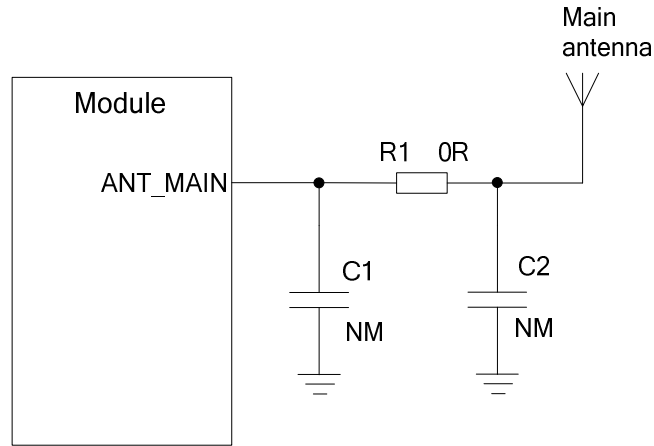 Main
antenna
Module
R1 0R
ANT_MAIN
C1
C2
NM
NM